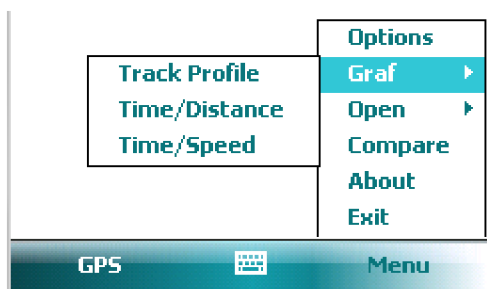 Options
Graf
Open
Compare
About
Exit
Track Profile
Time/Distance
Time/Speed
GPS
Menu